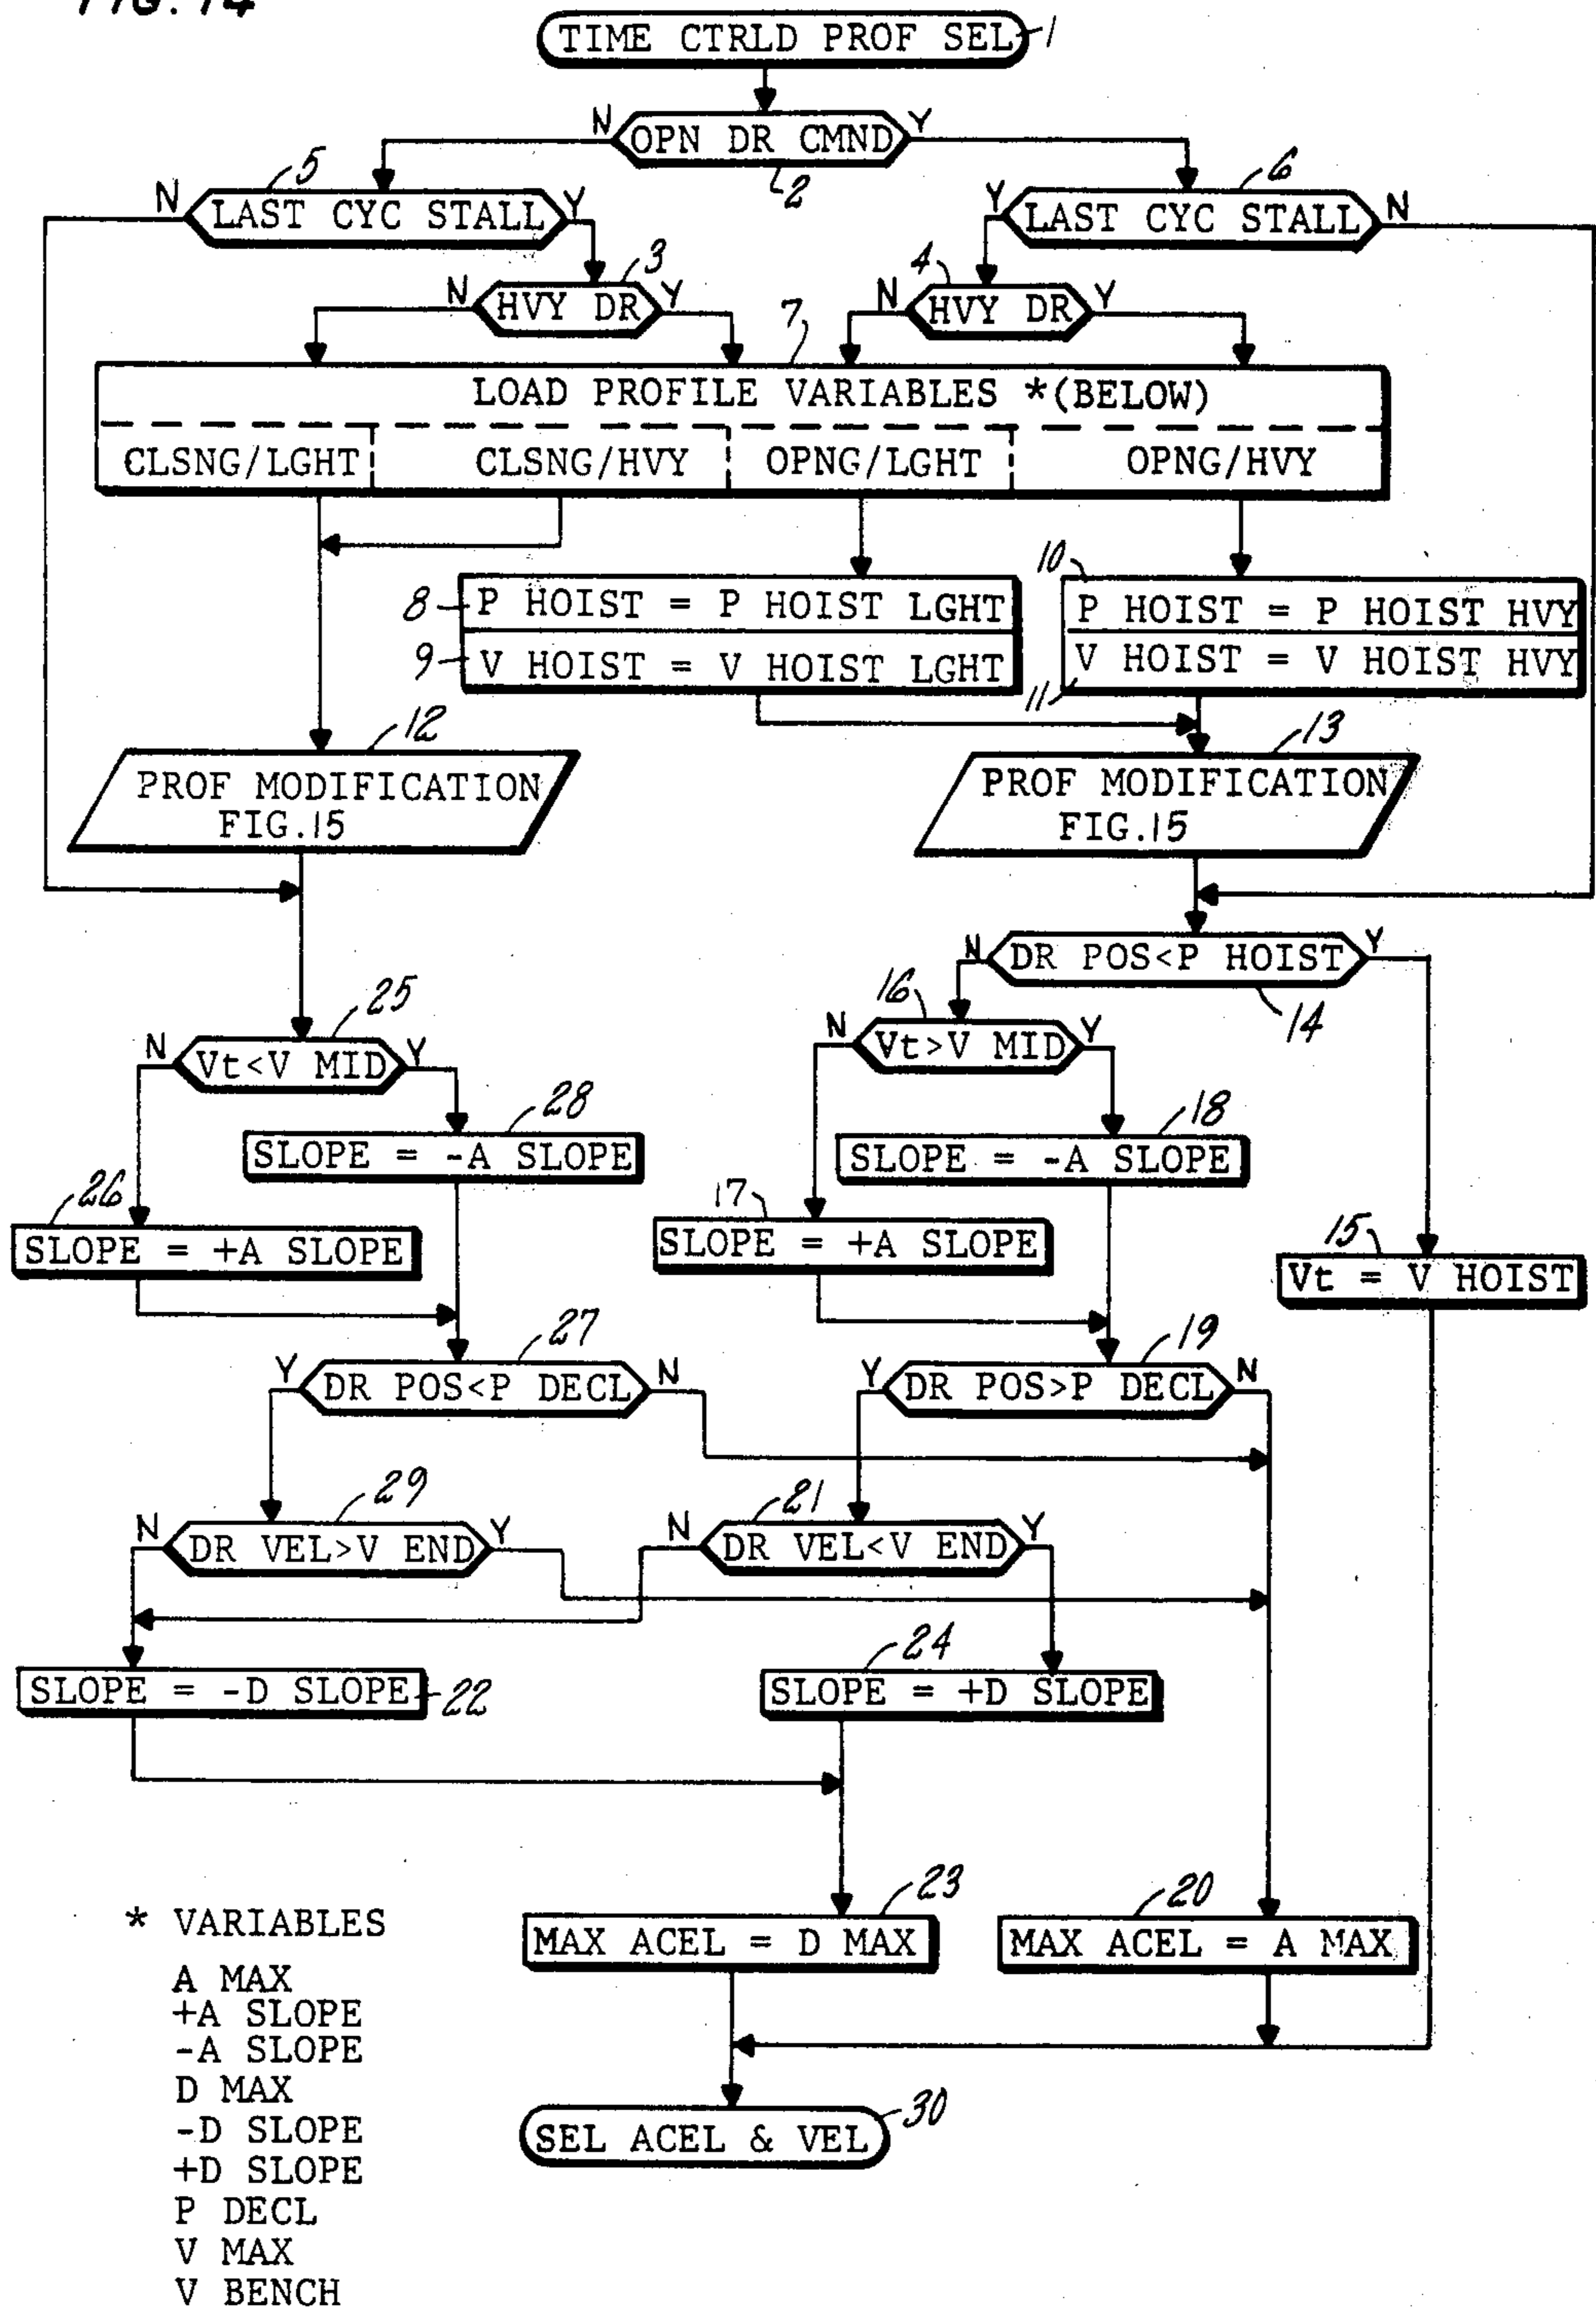 FIG. 14
TIME CTRLD PROF SEL 1
N OPN DR CMND Y
2
5
N LAST CYC STALL Y
6
Y LAST CYC STALL N
3
N HVY DR Y
4
N HVY DR Y
7
LOAD PROFILE VARIABLES *(BELOW)
CLSNG/LGHT CLSNG/HVY OPNG/LGHT OPNG/HVY
8 P HOIST = P HOIST LGHT
9 V HOIST = V HOIST LGHT
10
P HOIST = P HOIST HVY
V HOIST = V HOIST HVY
11
12
PROF MODIFICATION
FIG.15
13
PROF MODIFICATION
FIG.15
N DR POS<P HOIST Y
14
25
N Vt<V MID Y
16
N Vt>V MID Y
28
SLOPE = -A SLOPE
18
SLOPE = -A SLOPE
26
SLOPE = +A SLOPE
17
SLOPE = +A SLOPE
15
Vt = V HOIST
27
Y DR POS<P DECL N
19
Y DR POS>P DECL N
29
N DR VEL>V END Y
21
N DR VEL<V END Y
SLOPE = -D SLOPE 22
24
SLOPE = +D SLOPE
23
MAX ACEL = D MAX
20
MAX ACEL = A MAX
SEL ACEL & VEL 30
* VARIABLES
A MAX
+A SLOPE
-A SLOPE
D MAX
-D SLOPE
+D SLOPE
P DECL
V MAX
V BENCH